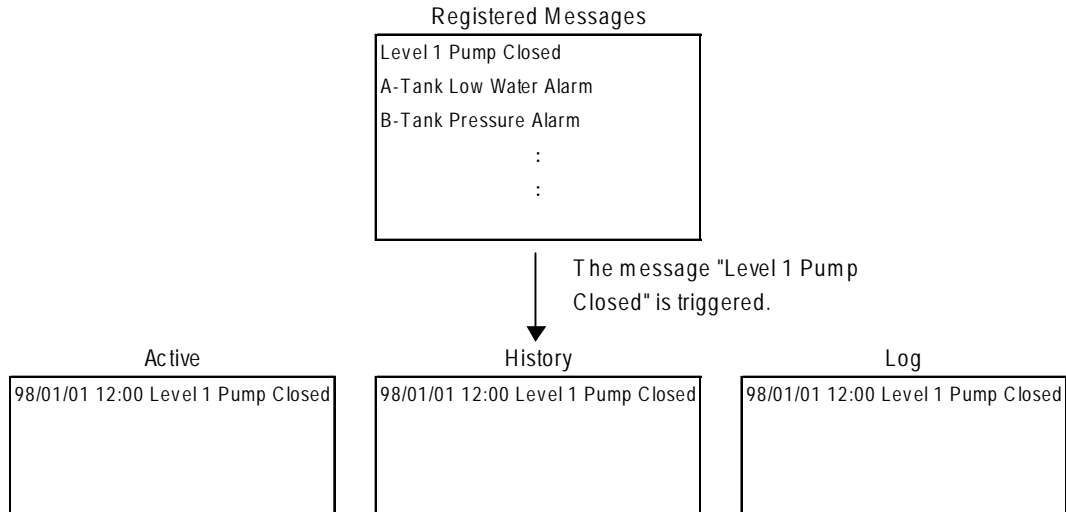 Registered Messages
Level 1 Pump Closed
A-Tank Low Water Alarm
B-Tank Pressure Alarm
:
:
The message "Level 1 Pump
Closed" is triggered.
Active
98/01/01 12:00 Level 1 Pump Closed
History
98/01/01 12:00 Level 1 Pump Closed
Log
98/01/01 12:00 Level 1 Pump Closed